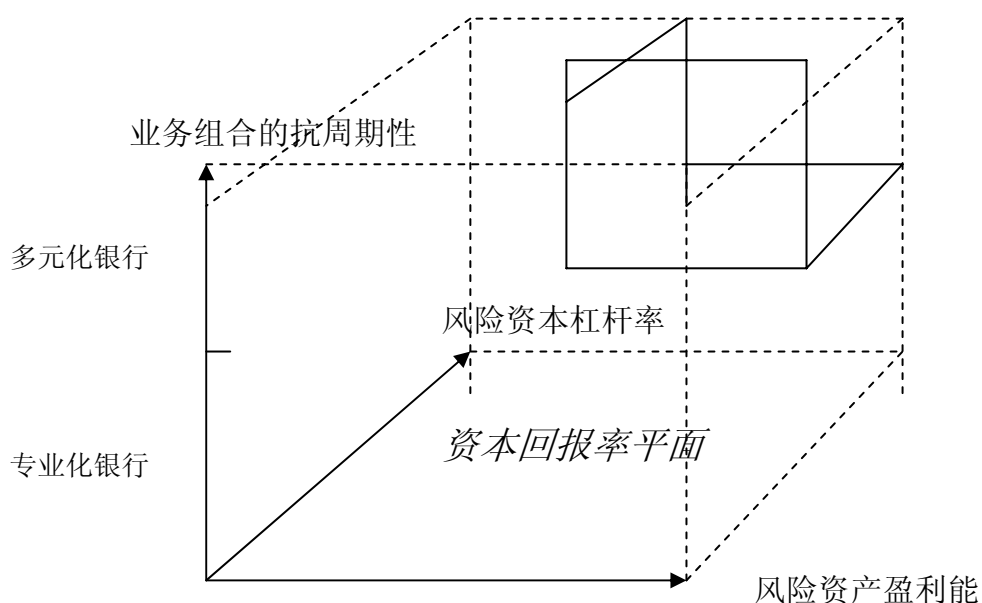 业务组合的抗周期性
多元化银行
风险资本杠杆率
资本回报率平面
专业化银行
风险资产盈利能